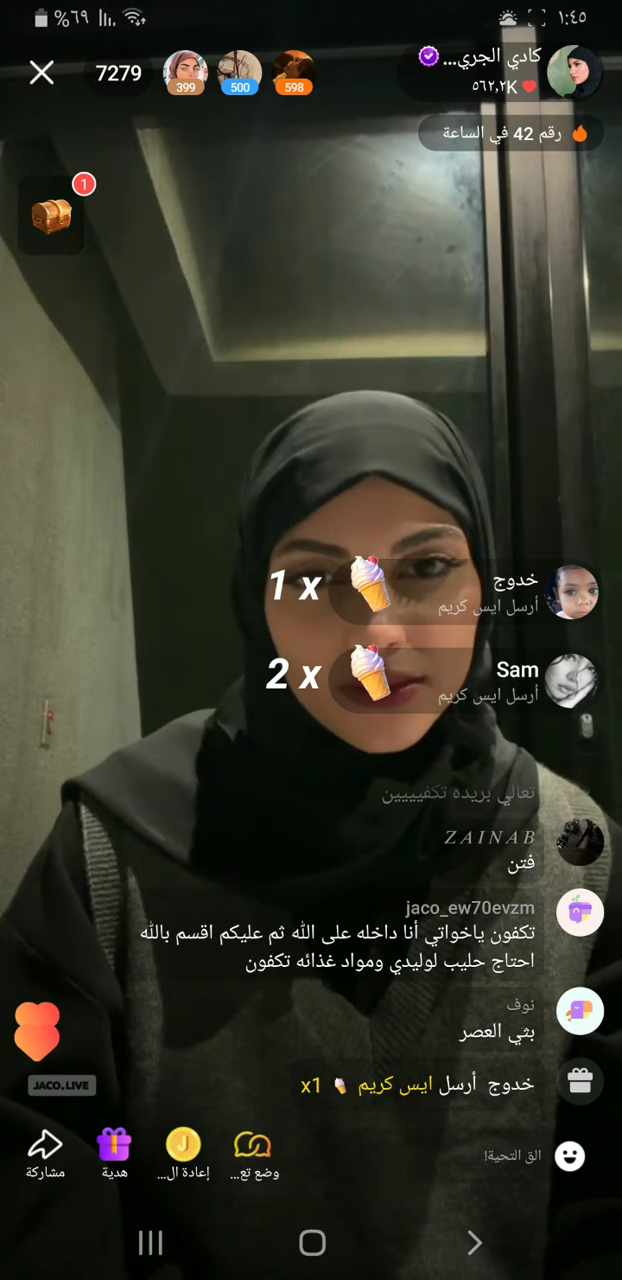 ١:٤٥
%٦٩
كادي الجري...
٥٦٢,٢K
598
500
399
7279
رقم 42 في الساعة
1
خدوج
أرسل ايس كريم
1 x
Sam
أرسل ايس كريم
2 x
تعالي بريده تكفيييين
ZAINAB
فتن
jaco_ew70evzm
تكفون ياخواتي أنا داخله على الله ثم عليكم اقسم بالله
احتاج حليب لوليدي ومواد غذائه تكفون
نوف
بثي العصر
خدوج أرسل ايس كريم x1
JACO.LIVE
الق التحية!
وضع تع...
إعادة ال...
J
هدية
مشاركة